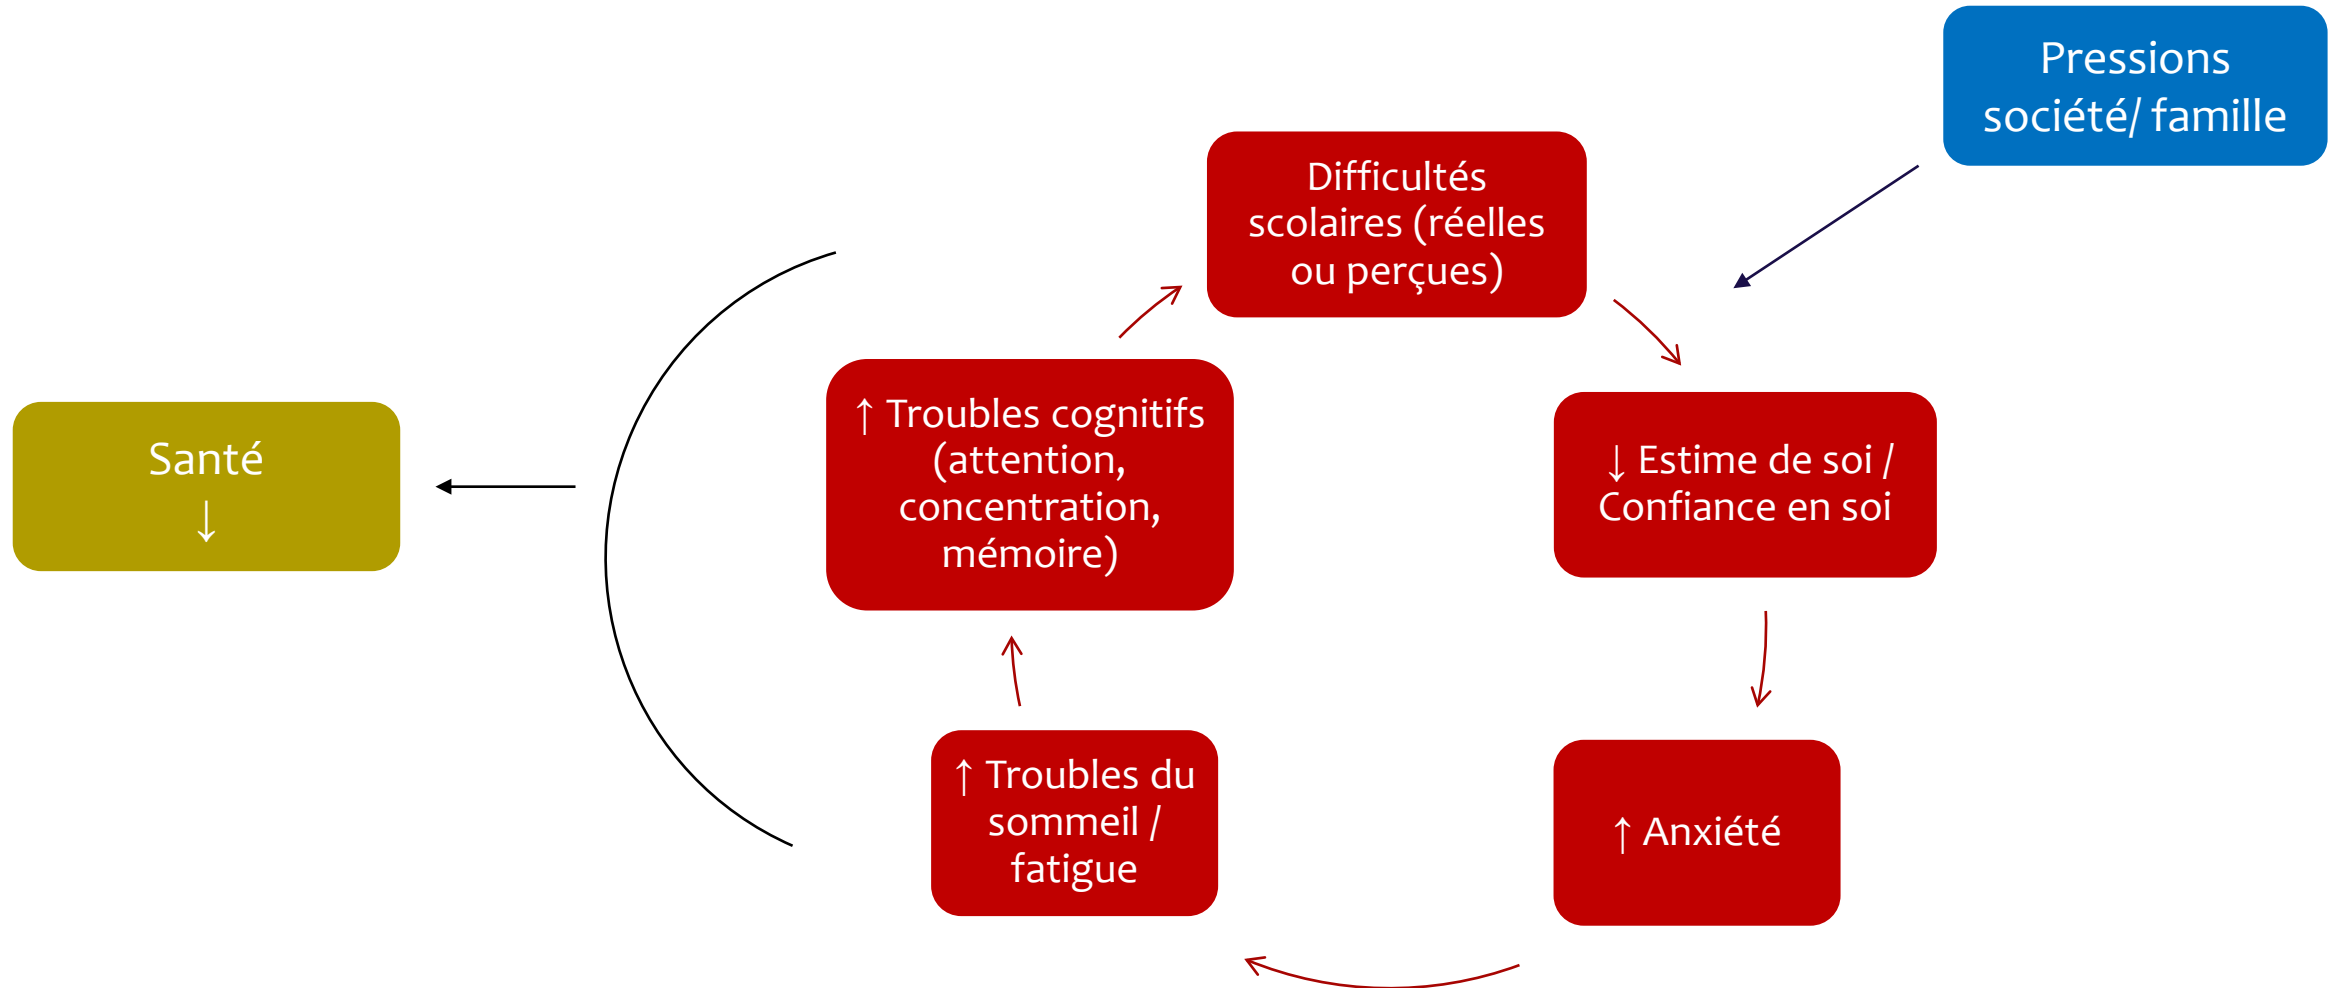 Pressions
société/ famille
Difficultés
scolaires (réelles
ou perçues)
↓ Estime de soi /
Confiance en soi
↑ Anxiété
↑ Troubles du
sommeil /
fatigue
↑ Troubles cognitifs
(attention,
concentration,
mémoire)
Santé
↓